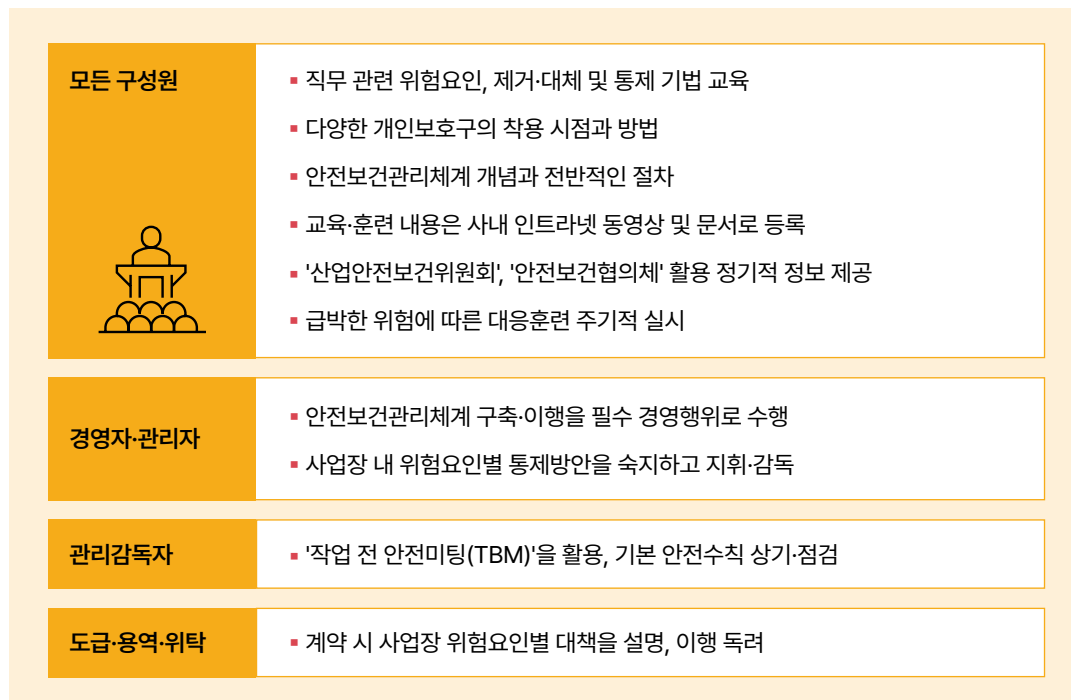 모든 구성원
▪ 직무 관련 위험요인, 제거·대체 및 통제 기법 교육
▪ 다양한 개인보호구의 착용 시점과 방법
▪ 안전보건관리체계 개념과 전반적인 절차
▪ 교육·훈련 내용은 사내 인트라넷 동영상 및 문서로 등록
▪ '산업안전보건위원회', '안전보건협의체' 활용 정기적 정보 제공
▪ 급박한 위험에 따른 대응훈련 주기적 실시
경영자·관리자
▪ 안전보건관리체계 구축·이행을 필수 경영행위로 수행
▪ 사업장 내 위험요인별 통제방안을 숙지하고 지휘·감독
관리감독자
▪ '작업 전 안전미팅(TBM)'을 활용, 기본 안전수칙 상기·점검
도급·용역·위탁
▪ 계약 시 사업장 위험요인별 대책을 설명, 이행 독려